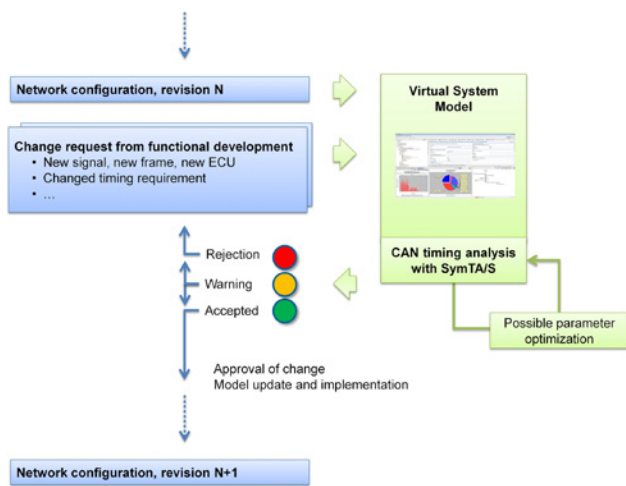 Network configuration, revision N
Virtual System
Model
Change request from functional development
• New signal, new frame, new ECU
• Changed timing requirement
• ...
Rejection
Warning
Accepted
CAN timing analysis
with SymTA/S
Possible parameter
optimization
Approval of change
Model update and implementation
Network configuration, revision N+1